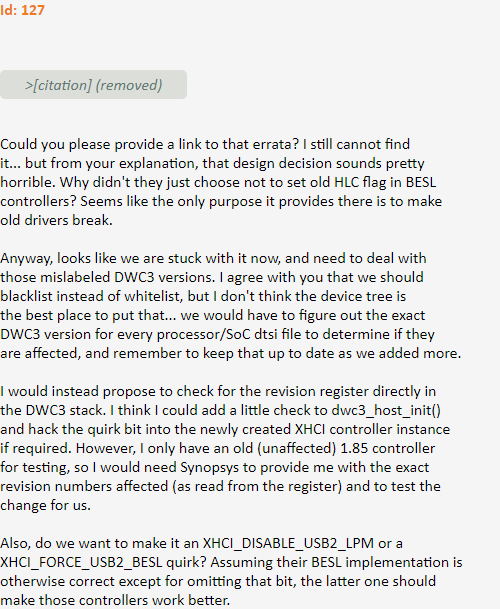 Id: 127
>[citation] (removed)
Could you please provide a link to that errata? I still cannot find
it... but from your explanation, that design decision sounds pretty
horrible. Why didn't they just choose not to set old HLC flag in BESL
controllers? Seems like the only purpose it provides there is to make
old drivers break.
Anyway, looks like we are stuck with it now, and need to deal with
those mislabeled DWC3 versions. I agree with you that we should
blacklist instead of whitelist, but I don't think the device tree is
the best place to put that... we would have to figure out the exact
DWC3 version for every processor/SoC dtsi file to determine if they
are affected, and remember to keep that up to date as we added more.
I would instead propose to check for the revision register directly in
the DWC3 stack. I think I could add a little check to dwc3_host_init()
and hack the quirk bit into the newly created XHCI controller instance
if required. However, I only have an old (unaffected) 1.85 controller
for testing, so I would need Synopsys to provide me with the exact
revision numbers affected (as read from the register) and to test the
change for us.
Also, do we want to make it an XHCI_DISABLE_USB2_LPM or a
XHCI_FORCE_USB2_BESL quirk? Assuming their BESL implementation is
otherwise correct except for omitting that bit, the latter one should
make those controllers work better.